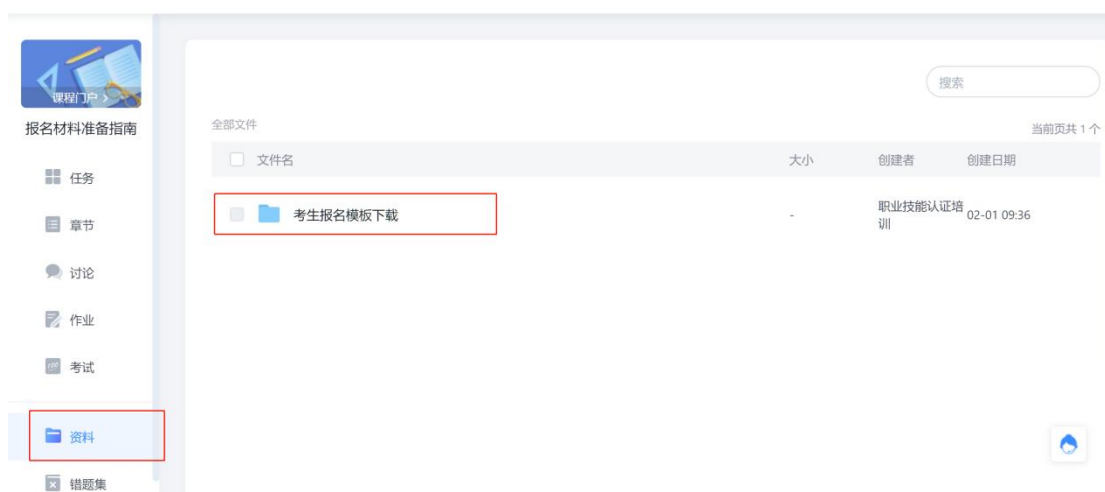 课程门户 >
报名材料准备指南
任务
章节
讨论
作业
考试
资料
错题集
搜索
全部文件
当前页共 1 个
文件名 大小 创建者 创建日期
考生报名模板下载 - 职业技能认证培 02-01 09:36
训